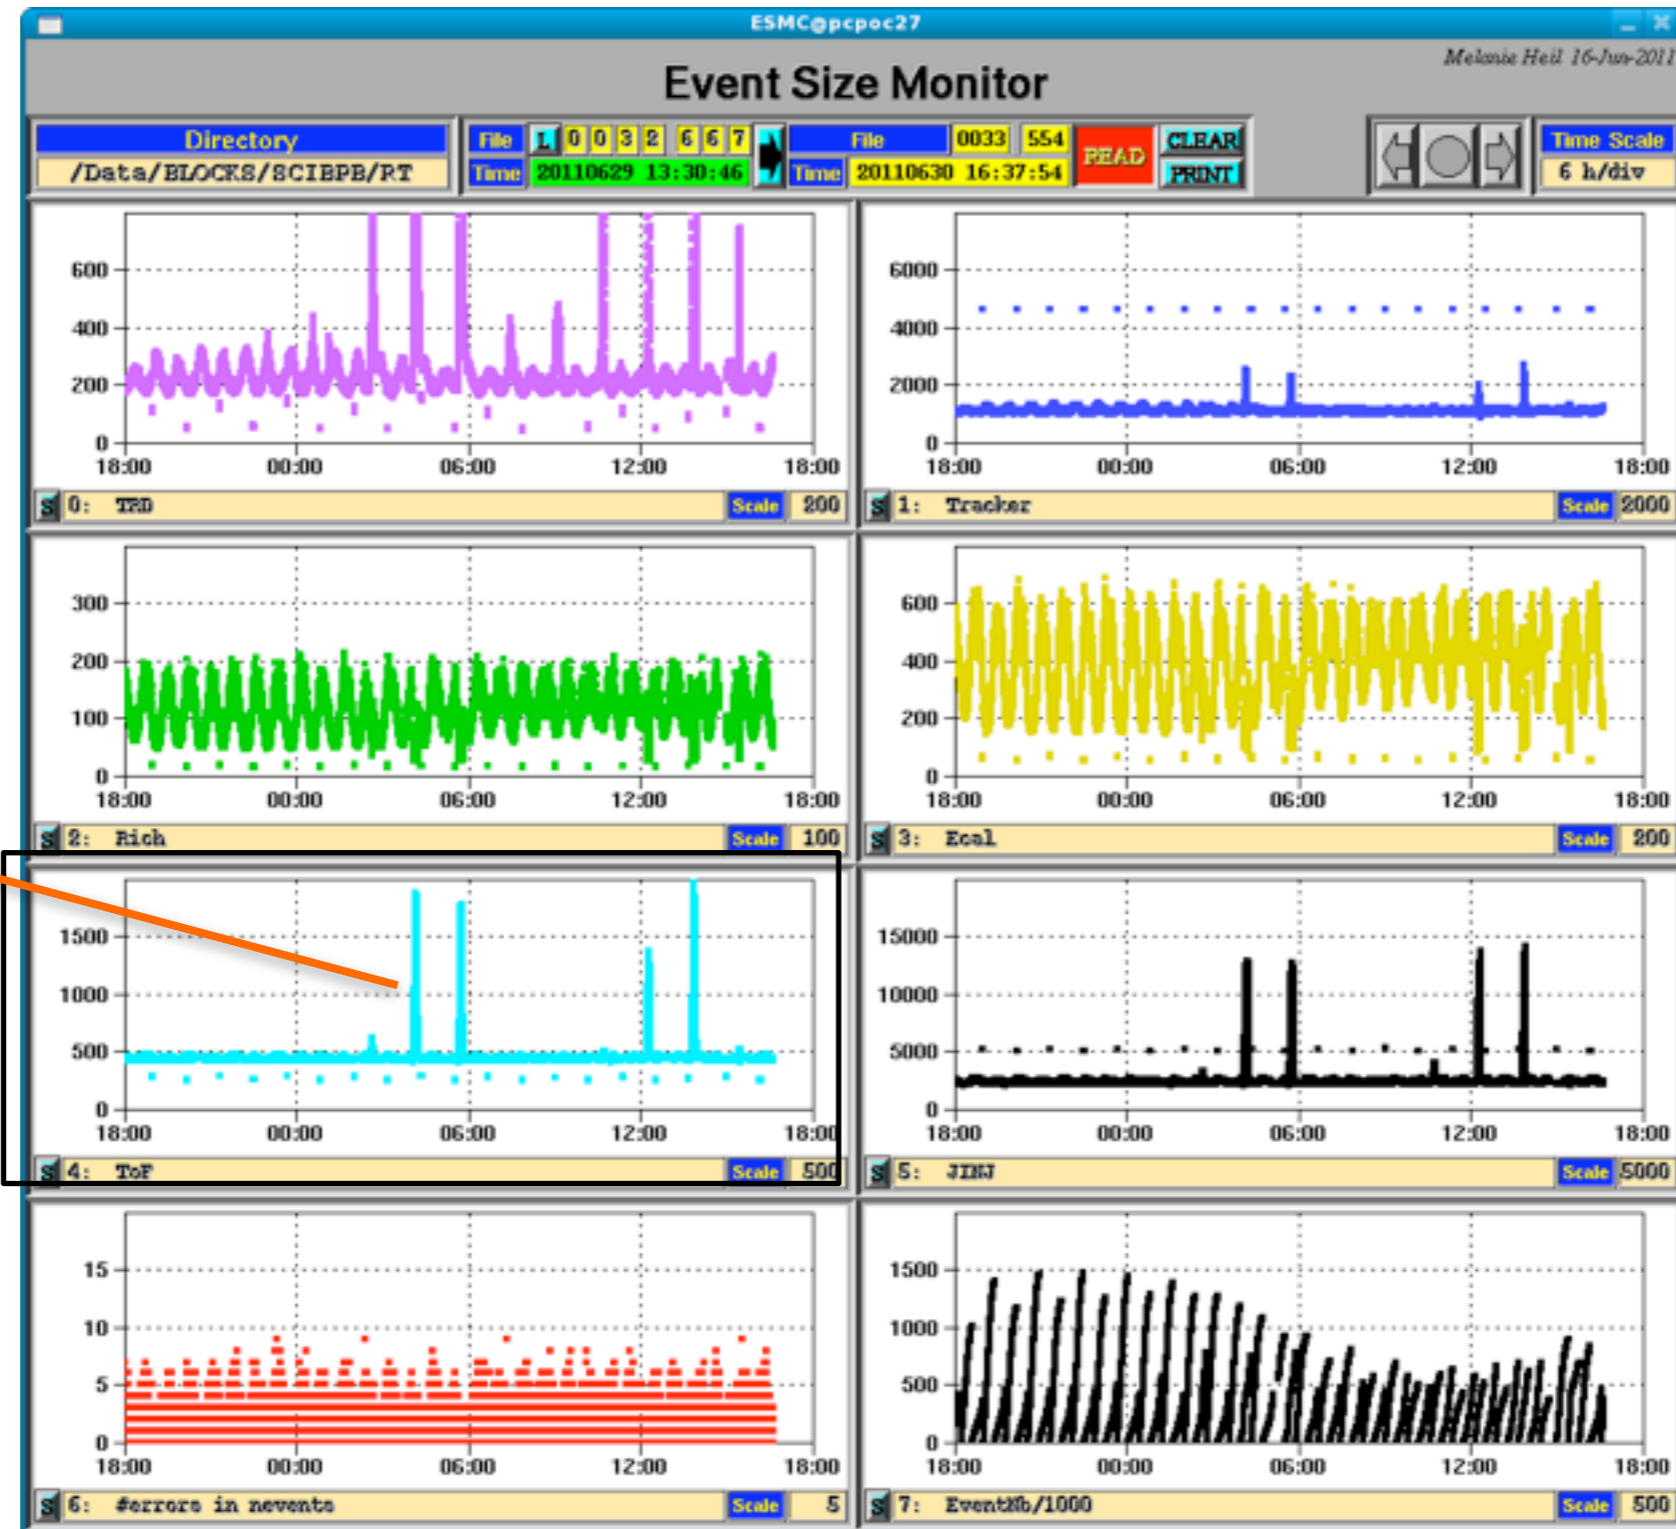 ESMC@pcpoc27
Melanie Heil 16-Jun-2011
Event Size Monitor
Directory
/Data/BLOCKS/SCIBPB/RT
File L 0 0 3 2 6 6 7
Time 20110629 13:30:46
File 0033 554
Time 20110630 16:37:54
READ
CLEAR
PRINT
Time Scale
6 h/div
600
400
200
0
18:00 00:00 06:00 12:00 18:00
S 0: TRD Scale 200
6000
4000
2000
0
18:00 00:00 06:00 12:00 18:00
S 1: Tracker Scale 2000
300
200
100
0
18:00 00:00 06:00 12:00 18:00
S 2: Rich Scale 100
600
400
200
0
18:00 00:00 06:00 12:00 18:00
S 3: Ecal Scale 200
1500
1000
500
0
18:00 00:00 06:00 12:00 18:00
S 4: ToF Scale 500
15000
10000
5000
0
18:00 00:00 06:00 12:00 18:00
S 5: JINJ Scale 5000
15
10
5
0
18:00 00:00 06:00 12:00 18:00
S 6: #errors in nevents Scale 5
1500
1000
500
0
18:00 00:00 06:00 12:00 18:00
S 7: EventNb/1000 Scale 500